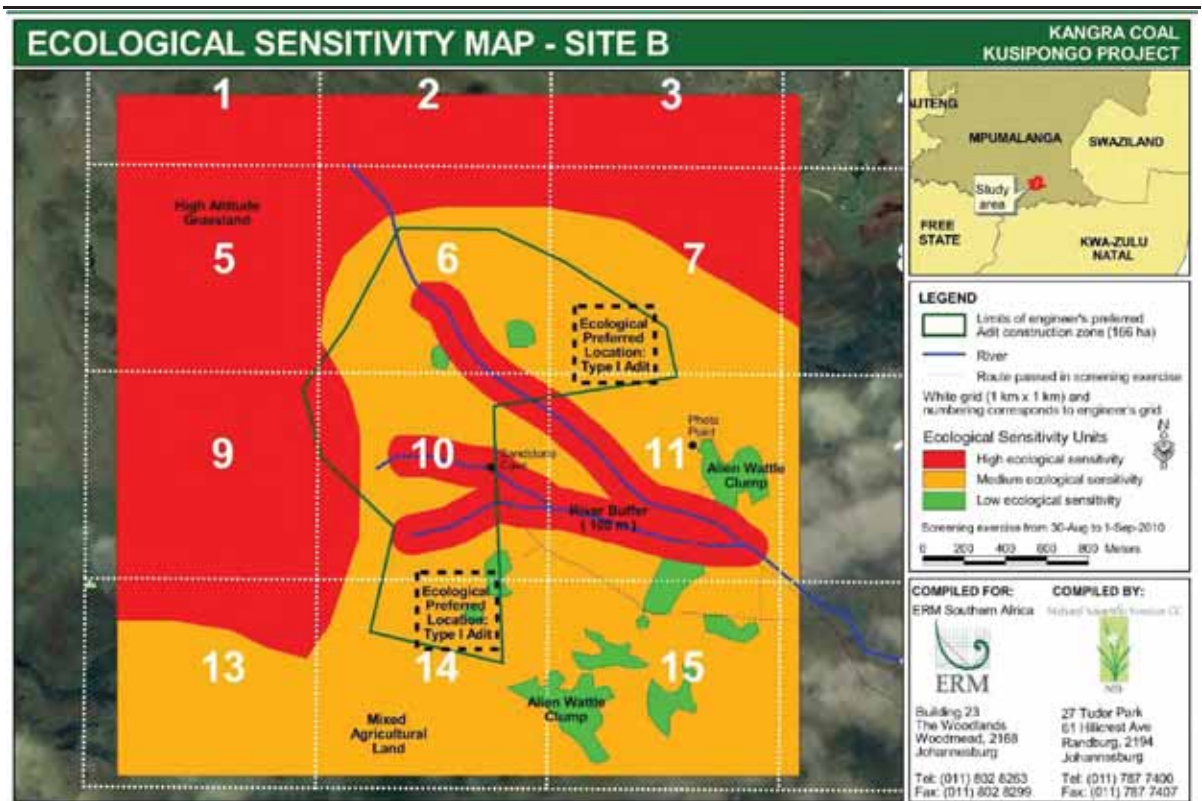 ECOLOGICAL SENSITIVITY MAP - SITE B
KANGRA COAL
KUSIPONGO PROJECT
1
2
3
High Altitude
Grassland
5
6
7
Ecological
Preferred
Location:
Type I Adit
9
10
Sandstone
Cave
11
Photo
Point
Alien Wattle
Clump
River Buffer
(100 m)
Ecological
Preferred
Location:
Type I Adit
13
14
15
Alien Wattle
Clump
Mixed
Agricultural
Land
AUTENG
MPUMALANGA
SWAZILAND
Study
area
FREE
STATE
KWA-ZULU
NATAL
LEGEND
Limits of engineer's preferred
Adit construction zone (166 ha)
River
Route passed in screening exercise
White grid (1 km x 1 km) and
numbering corresponds to engineer's grid
N
Ecological Sensitivity Units
High ecological sensitivity
Medium ecological sensitivity
Low ecological sensitivity
Screening exercise from 30-Aug to 1-Sep-2010
0 200 400 600 800 Meters
COMPILED FOR:
ERM Southern Africa
ERM
Building 23
The Woodlands
Woodmead, 2168
Johannesburg
Tel: (011) 802 8263
Fax: (011) 802 8299
COMPILED BY:
Natural Scientific Services CC
27 Tudor Park
61 Hillcrest Ave
Randburg, 2194
Johannesburg
Tel: (011) 787 7400
Fax: (011) 787 7407